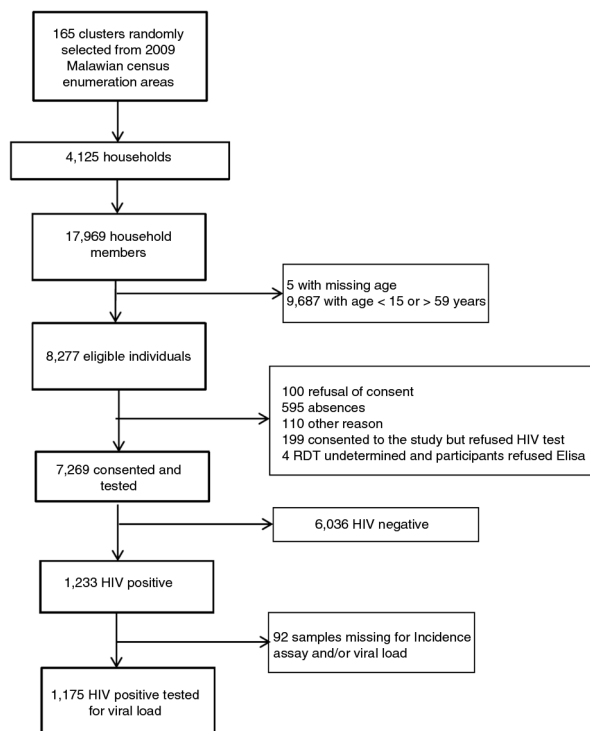 165 clusters randomly
selected from 2009
Malawian census
enumeration areas
4,125 households
17,969 household
members
5 with missing age
9,687 with age < 15 or > 59 years
8,277 eligible individuals
100 refusal of consent
595 absences
110 other reason
199 consented to the study but refused HIV test
4 RDT undetermined and participants refused Elisa
7,269 consented and
tested
6,036 HIV negative
1,233 HIV positive
92 samples missing for Incidence
assay and/or viral load
1,175 HIV positive tested
for viral load